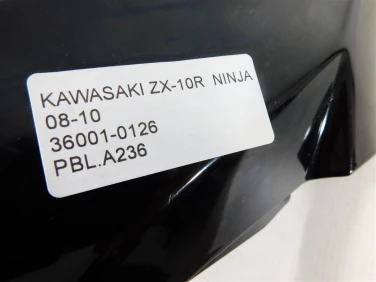 KAWASAKI ZX-10R NINJA
08-10
36001-0126
PBL.A236